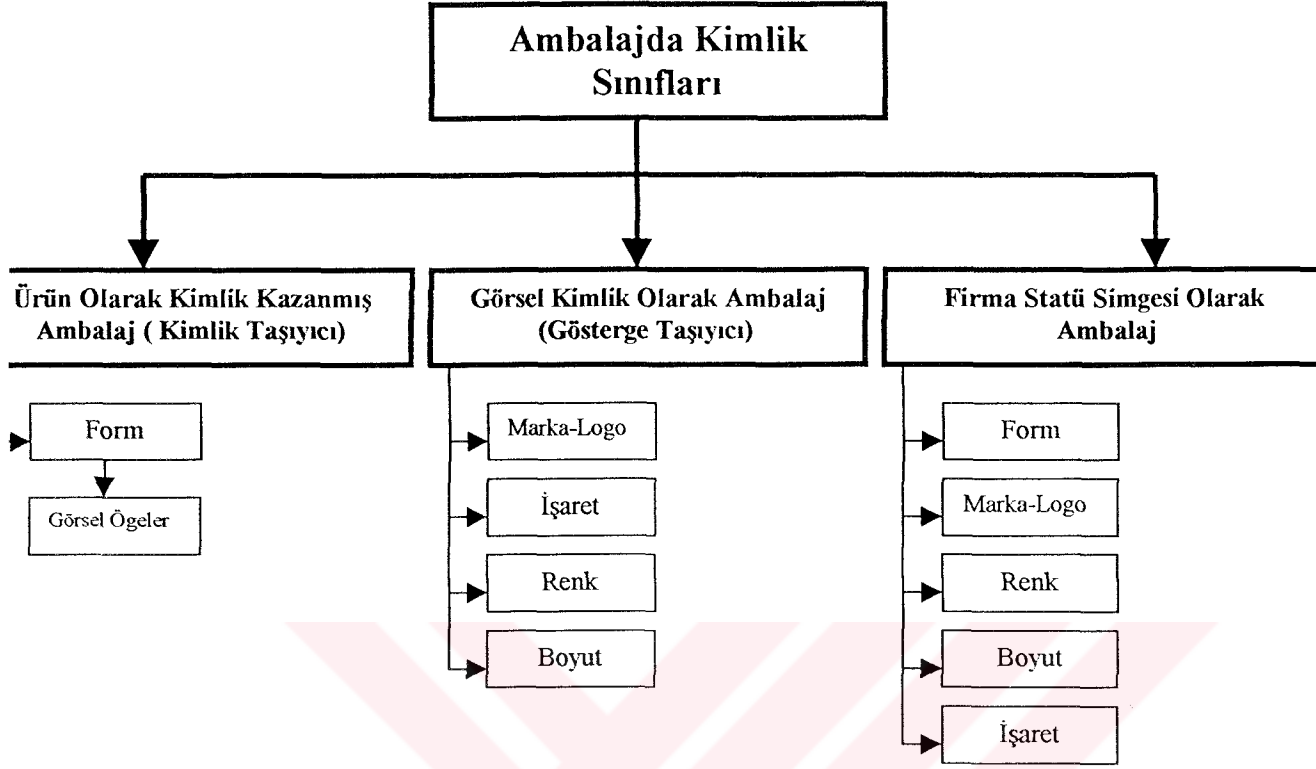 Ambalajda Kimlik
Sınıfları
Ürün Olarak Kimlik Kazanmış
Ambalaj ( Kimlik Taşıyıcı)
Görsel Kimlik Olarak Ambalaj
(Gösterge Taşıyıcı)
Firma Statü Simgesi Olarak
Ambalaj
Form
Görsel Ögeler
Marka-Logo
İşaret
Renk
Boyut
Form
Marka-Logo
Renk
Boyut
İşaret